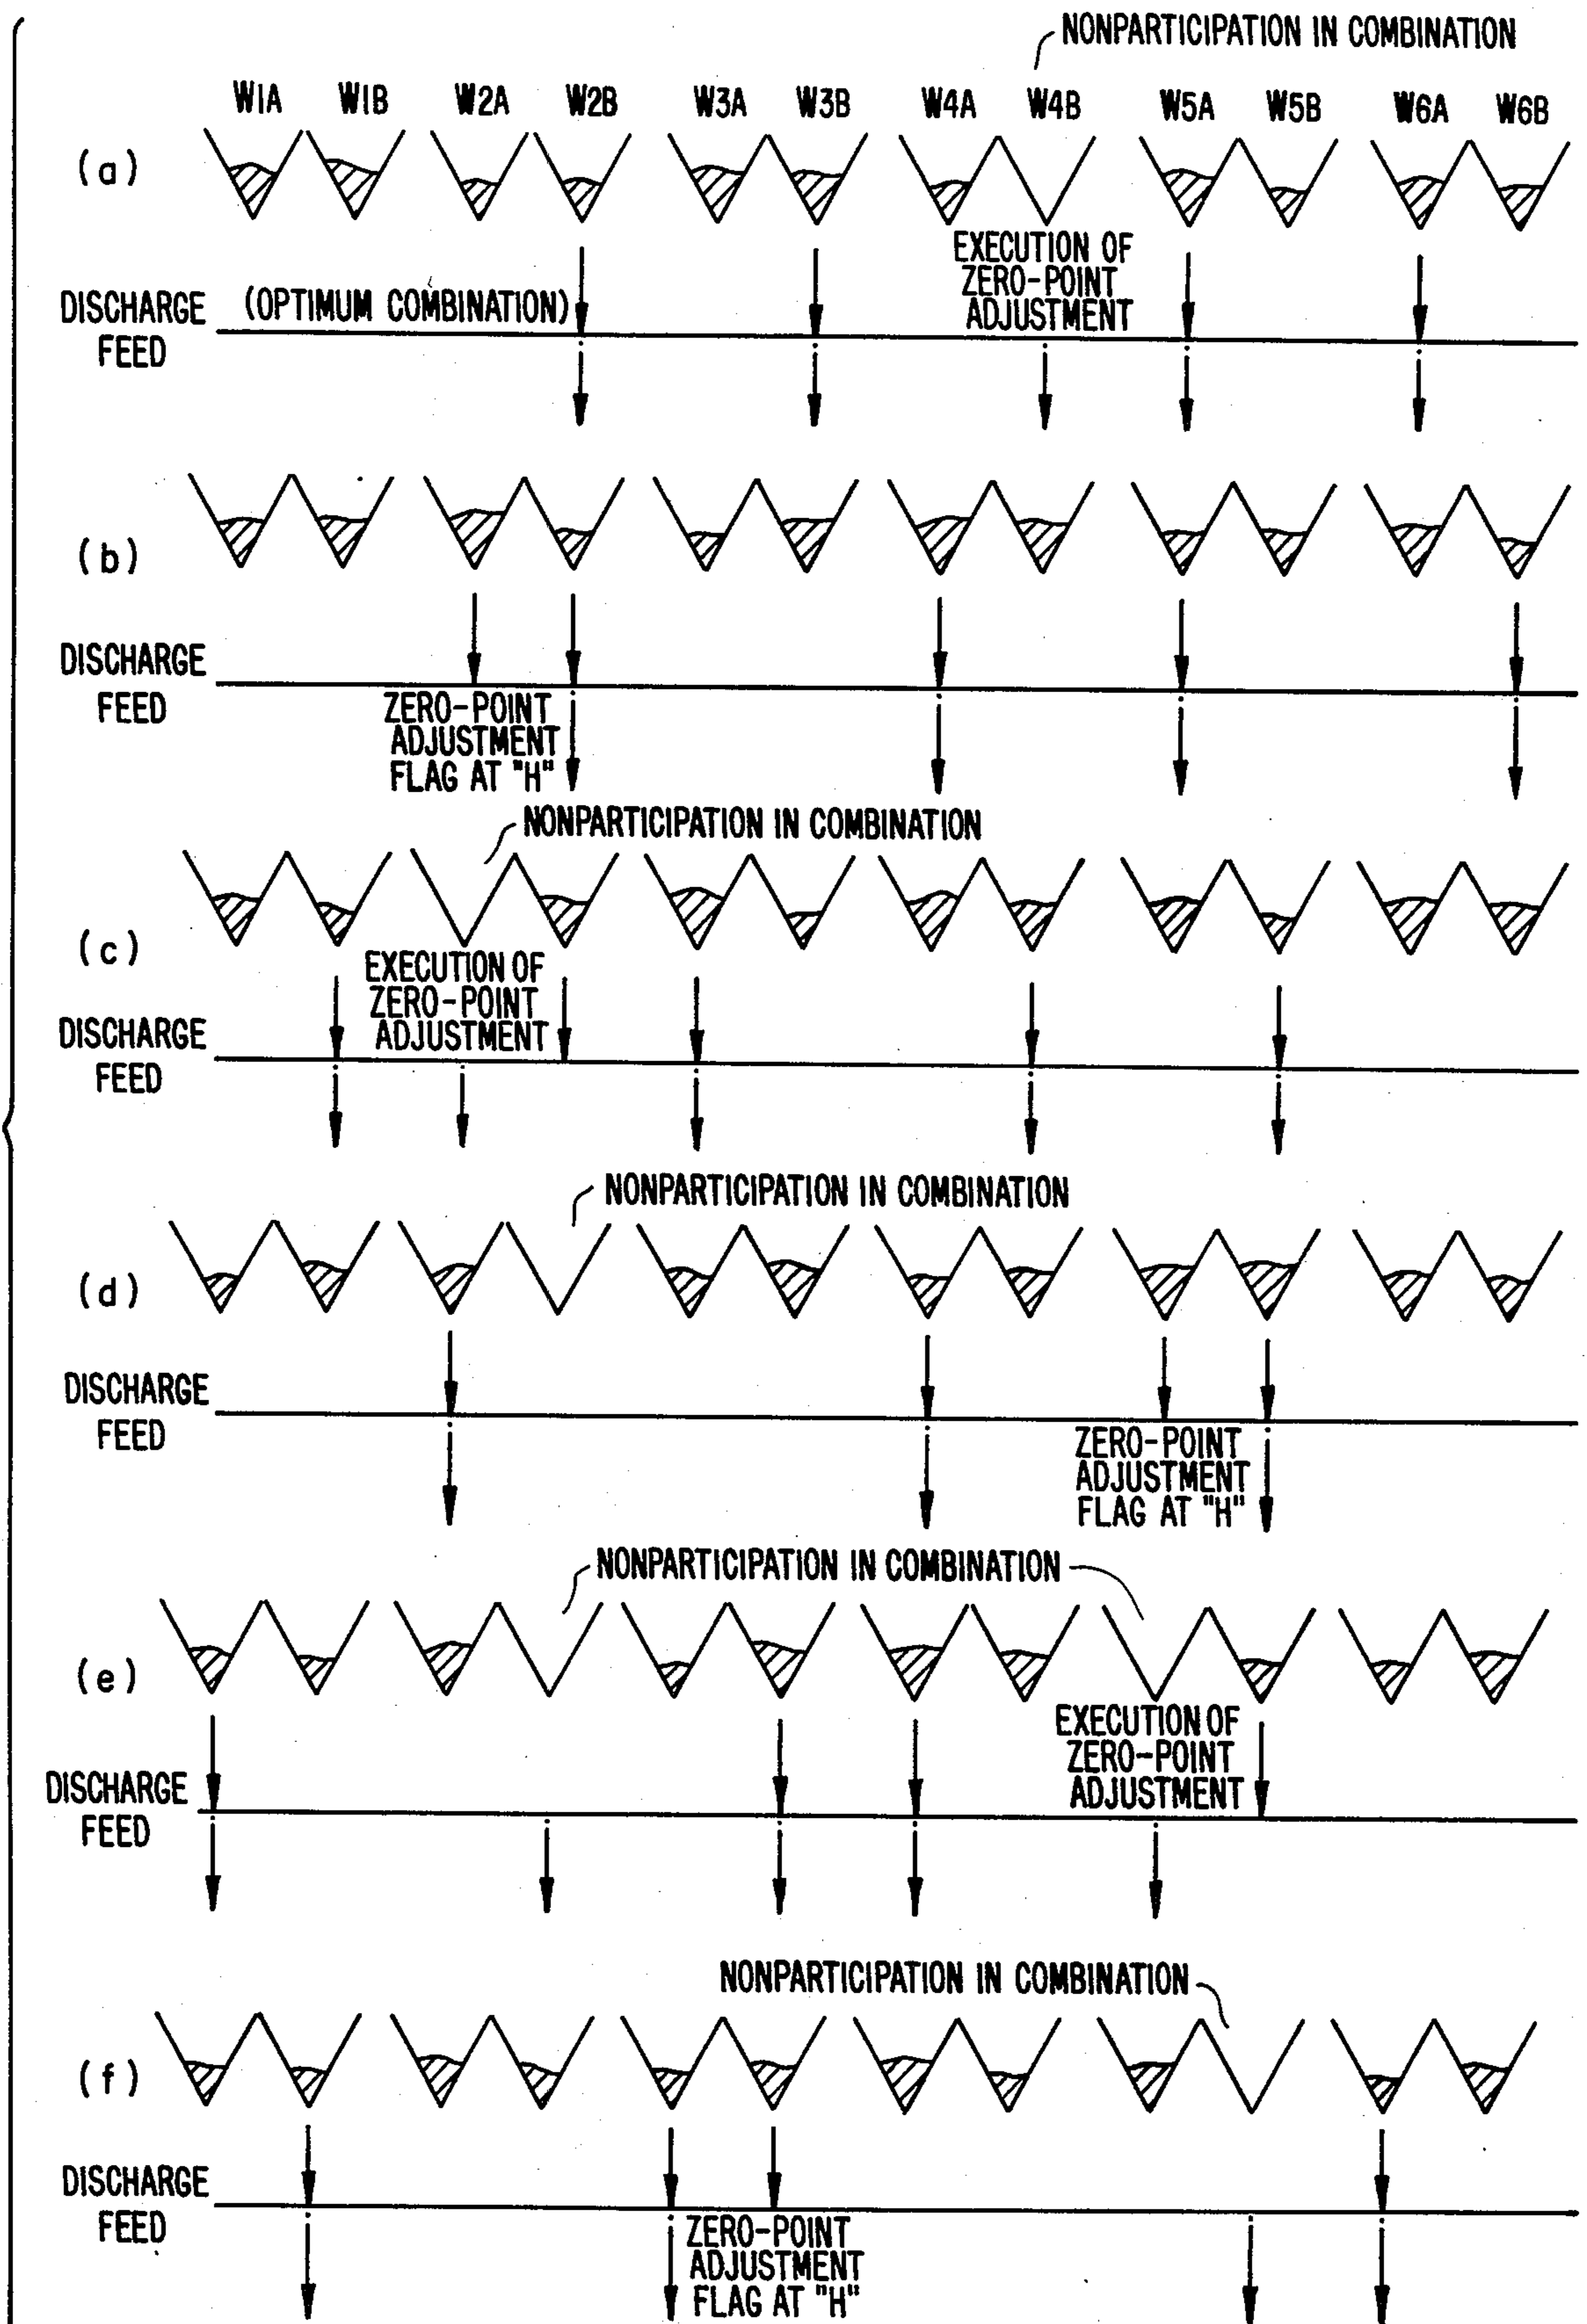 NONPARTICIPATION IN COMBINATION
W1A W1B W2A W2B W3A W3B W4A W4B W5A W5B W6A W6B
(a)
EXECUTION OF
ZERO-POINT
ADJUSTMENT
DISCHARGE (OPTIMUM COMBINATION)
FEED
(b)
DISCHARGE
FEED
ZERO-POINT
ADJUSTMENT
FLAG AT "H"
NONPARTICIPATION IN COMBINATION
(c)
EXECUTION OF
ZERO-POINT
ADJUSTMENT
DISCHARGE
FEED
NONPARTICIPATION IN COMBINATION
(d)
DISCHARGE
FEED
ZERO-POINT
ADJUSTMENT
FLAG AT "H"
NONPARTICIPATION IN COMBINATION
(e)
EXECUTION OF
ZERO-POINT
ADJUSTMENT
DISCHARGE
FEED
NONPARTICIPATION IN COMBINATION
(f)
DISCHARGE
FEED
ZERO-POINT
ADJUSTMENT
FLAG AT "H"